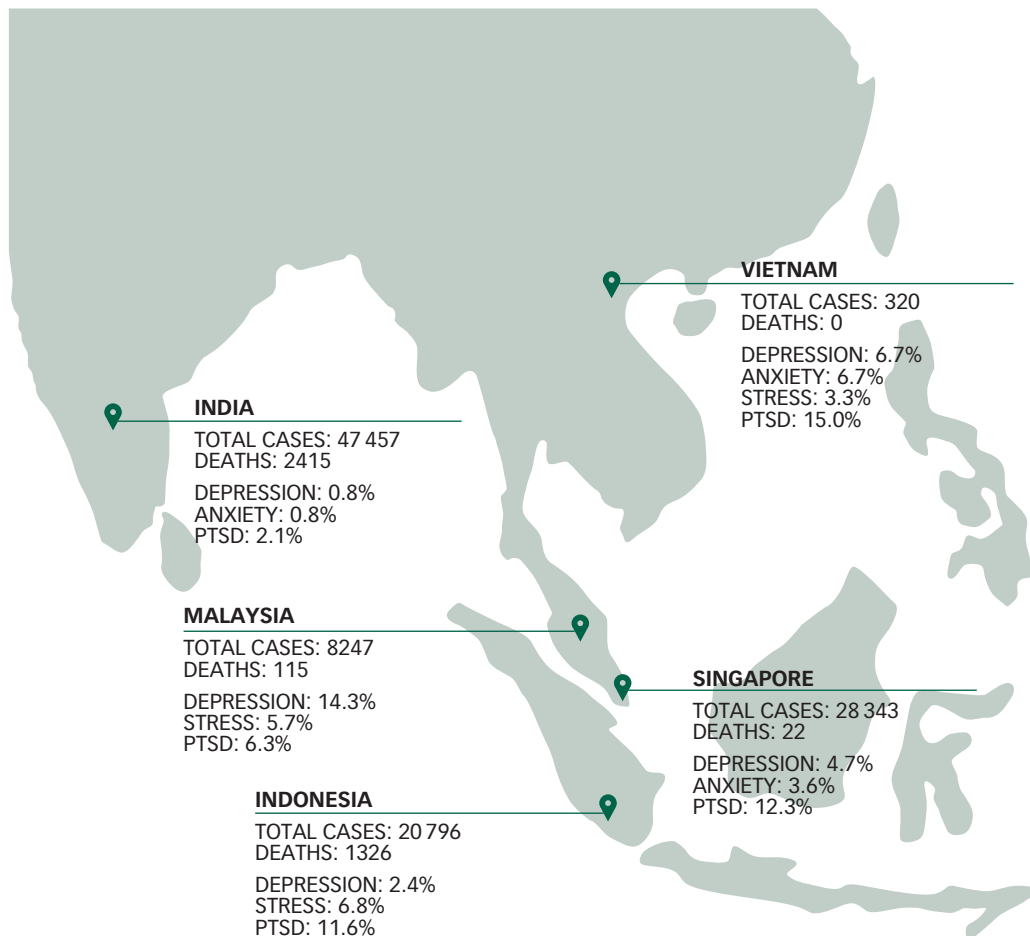 VIETNAM
TOTAL CASES: 320
DEATHS: 0
DEPRESSION: 6.7%
ANXIETY: 6.7%
STRESS: 3.3%
PTSD: 15.0%
INDIA
TOTAL CASES: 47 457
DEATHS: 2415
DEPRESSION: 0.8%
ANXIETY: 0.8%
PTSD: 2.1%
MALAYSIA
TOTAL CASES: 8247
DEATHS: 115
DEPRESSION: 14.3%
STRESS: 5.7%
PTSD: 6.3%
SINGAPORE
TOTAL CASES: 28 343
DEATHS: 22
DEPRESSION: 4.7%
ANXIETY: 3.6%
PTSD: 12.3%
INDONESIA
TOTAL CASES: 20 796
DEATHS: 1326
DEPRESSION: 2.4%
STRESS: 6.8%
PTSD: 11.6%